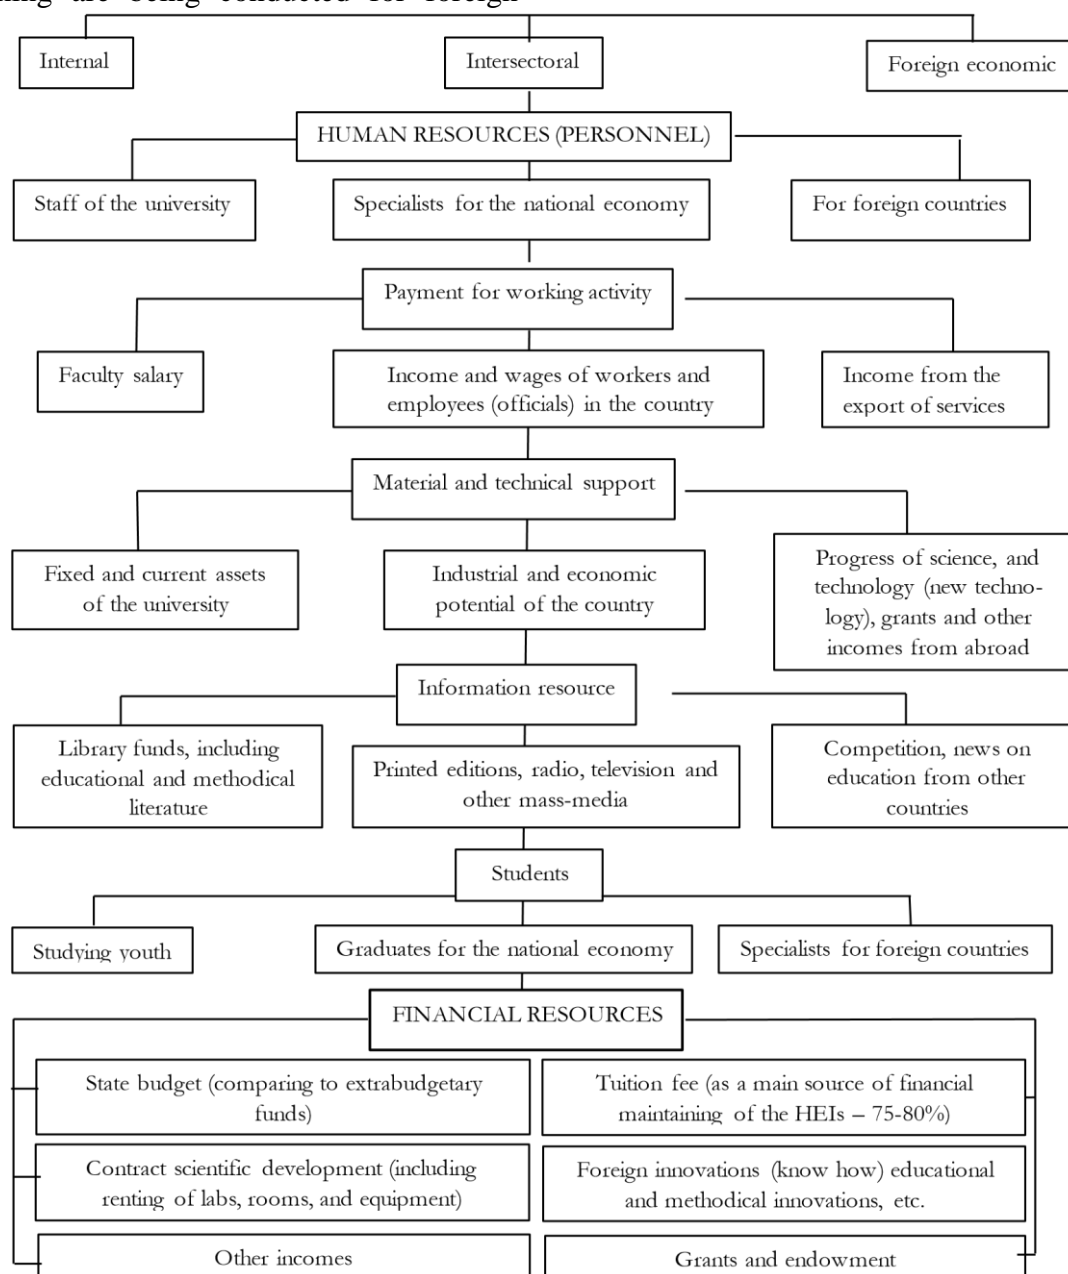 are being conducted for foreign
Internal
Intersectoral
Foreign economic
HUMAN RESOURCES (PERSONNEL)
Staff of the university
Specialists for the national economy
For foreign countries
Payment for working activity
Faculty salary
Income and wages of workers and
employees (officials) in the country
Income from the
export of services
Material and technical support
Fixed and current assets
of the university
Industrial and economic
potential of the country
Progress of science, and
technology (new techno-
logy), grants and other
incomes from abroad
Information resource
Library funds, including
educational and methodical
literature
Printed editions, radio, television and
other mass-media
Competition, news on
education from other
countries
Students
Studying youth
Graduates for the national economy
Specialists for foreign countries
FINANCIAL RESOURCES
State budget (comparing to extrabudgetary
funds)
Tuition fee (as a main source of financial
maintaining of the HEIs – 75-80%)
Contract scientific development (including
renting of labs, rooms, and equipment)
Foreign innovations (know how) educational
and methodical innovations, etc.
Other incomes
Grants and endowment